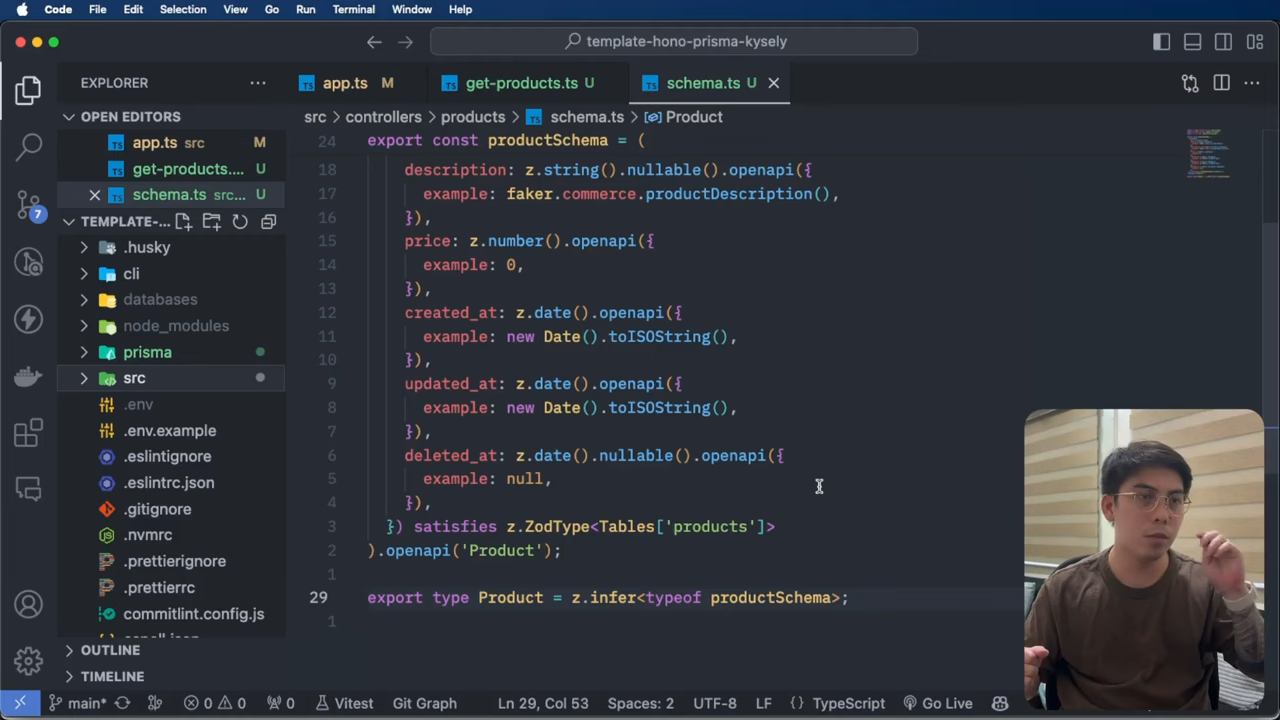 Code File Edit Selection View Go Run Terminal Window Help
template-hono-prisma-kysely
EXPLORER
app.ts M
get-products.ts U
schema.ts U
OPEN EDITORS
app.ts src M
get-products.... U
schema.ts src... U
TEMPLATE-...
.husky
cli
databases
node_modules
prisma
src
.env
.env.example
.eslintignore
.eslintrc.json
.gitignore
.nvmrc
.prettierignore
.prettierrc
commitlint.config.js
OUTLINE
TIMELINE
7
src > controllers > products > schema.ts > Product
24 export const productSchema = (
18 description: z.string().nullable().openapi({
17 example: faker.commerce.productDescription(),
16 }),
15 price: z.number().openapi({
14 example: 0,
13 }),
12 created_at: z.date().openapi({
11 example: new Date().toISOString(),
10 }),
9 updated_at: z.date().openapi({
8 example: new Date().toISOString(),
7 }),
6 deleted_at: z.date().nullable().openapi({
5 example: null,
4 }),
3 }) satisfies z.ZodType<Tables['products']>
2 ).openapi('Product');
1
29 export type Product = z.infer<typeof productSchema>;
1
main* 0 0 0 Vitest Git Graph Ln 29, Col 53 Spaces: 2 UTF-8 LF {} TypeScript Go Live